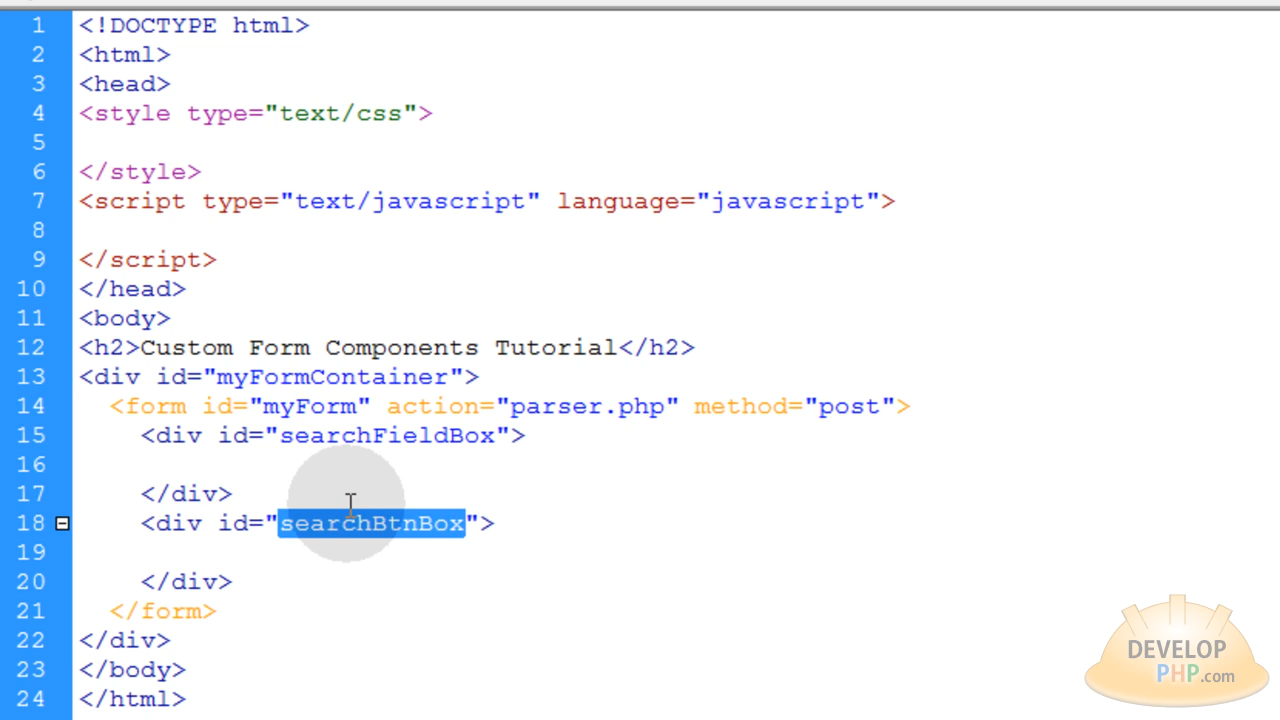 1 <!DOCTYPE html>
2 <html>
3 <head>
4 <style type="text/css">
5
6 </style>
7 <script type="text/javascript" language="javascript">
8
9 </script>
10 </head>
11 <body>
12 <h2>Custom Form Components Tutorial</h2>
13 <div id="myFormContainer">
14 <form id="myForm" action="parser.php" method="post">
15 <div id="searchFieldBox">
16
17 </div>
18 <div id="searchBtnBox">
19
20 </div>
21 </form>
22 </div>
23 </body>
24 </html>
DEVELOP
PHP.com